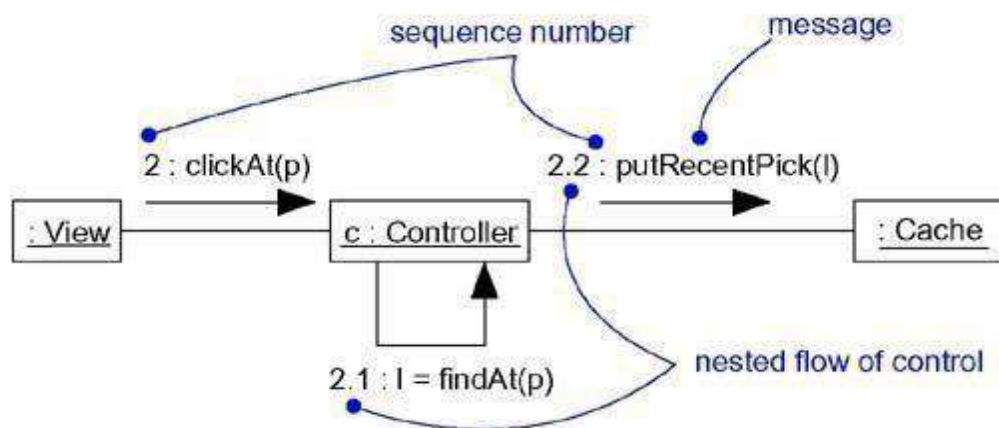 sequence number
message
2 : clickAt(p)
2.2 : putRecentPick(l)
: View
c : Controller
: Cache
2.1 : l = findAt(p)
nested flow of control